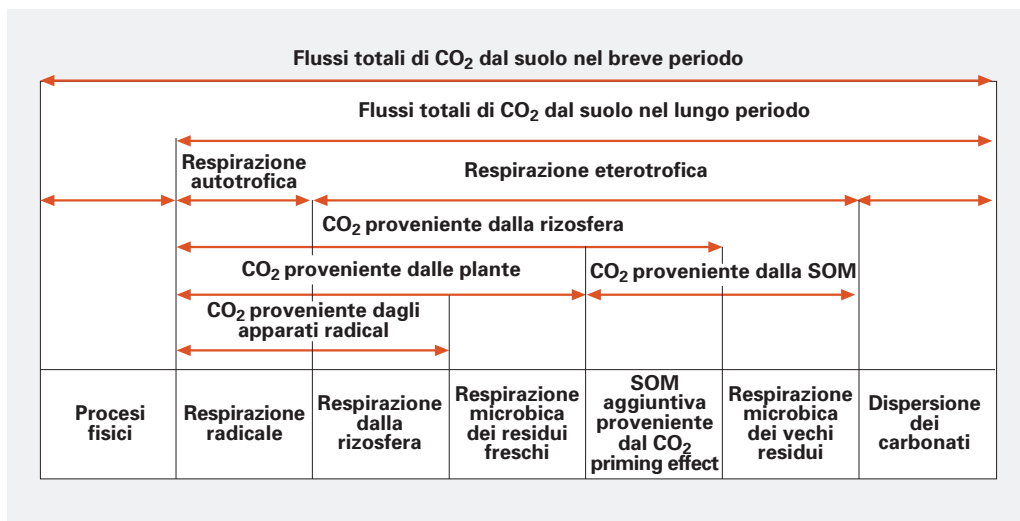 Flussi totali di CO2 dal suolo nel breve periodo
Flussi totali di CO2 dal suolo nel lungo periodo
Respirazione
autotrofica
Respirazione eterotrofica
CO2 proveniente dalla rizosfera
CO2 proveniente dalle plante
CO2 proveniente dalla SOM
CO2 proveniente dagli
apparati radical
Procesi
fisici
Respirazione
radicale
Respirazione
dalla
rizosfera
Respirazione
microbica
dei residui
freschi
SOM
aggiuntiva
proveniente
dal CO2
priming effect
Respirazione
microbica
dei vechi
residui
Dispersione
dei
carbonati